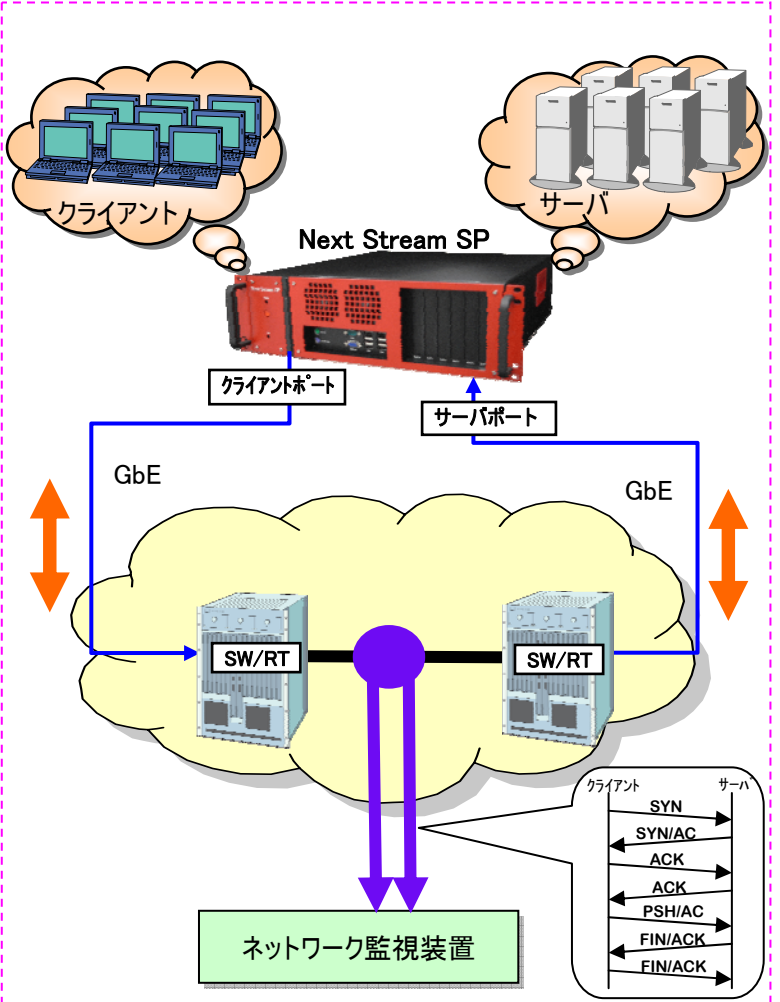 クライアント
サーバ
Next Stream SP
クライアントポート
サーバポート
GbE
GbE
SW/RT
SW/RT
クライアント
サーバ
SYN
SYN/AC
ACK
ACK
PSH/AC
FIN/ACK
FIN/ACK
ネットワーク監視装置